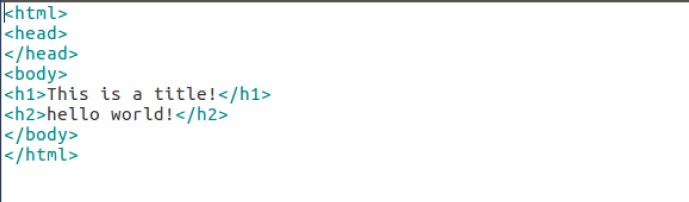 <html>
<head>
</head>
<body>
<h1>This is a title!</h1>
<h2>hello world!</h2>
</body>
</html>